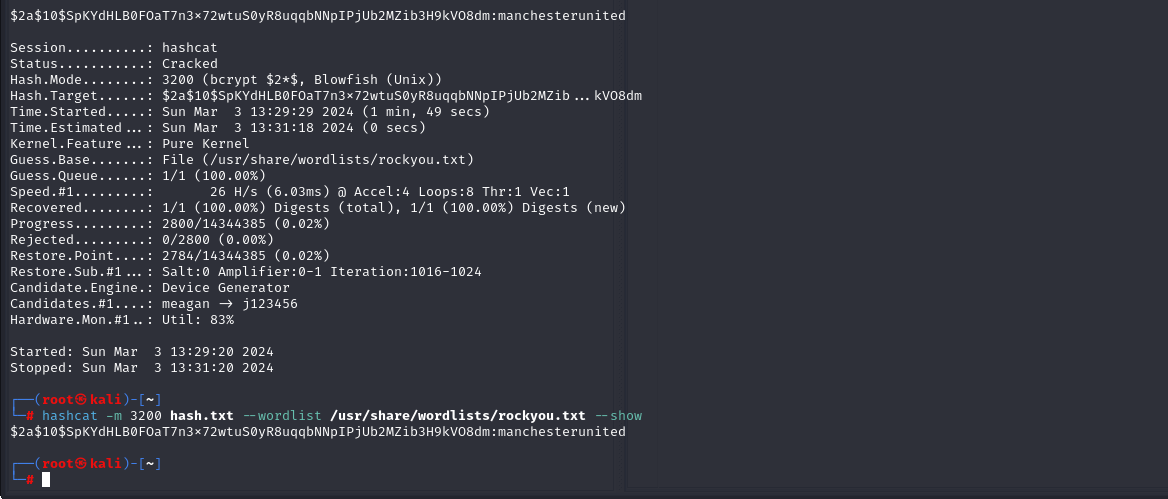 $2a$10$SpKYdHLB0FOaT7n3x72wtuS0yR8uqqbNNpIPjUb2MZib3H9kVO8dm:manchesterunited
Session..........: hashcat
Status...........: Cracked
Hash.Mode........: 3200 (bcrypt $2*$, Blowfish (Unix))
Hash.Target......: $2a$10$SpKYdHLB0FOaT7n3x72wtuS0yR8uqqbNNpIPjUb2MZib...kVO8dm
Time.Started.....: Sun Mar  3 13:29:29 2024 (1 min, 49 secs)
Time.Estimated...: Sun Mar  3 13:31:18 2024 (0 secs)
Kernel.Feature...: Pure Kernel
Guess.Base.......: File (/usr/share/wordlists/rockyou.txt)
Guess.Queue......: 1/1 (100.00%)
Speed.#1.........:       26 H/s (6.03ms) @ Accel:4 Loops:8 Thr:1 Vec:1
Recovered........: 1/1 (100.00%) Digests (total), 1/1 (100.00%) Digests (new)
Progress.........: 2800/14344385 (0.02%)
Rejected.........: 0/2800 (0.00%)
Restore.Point....: 2784/14344385 (0.02%)
Restore.Sub.#1...: Salt:0 Amplifier:0-1 Iteration:1016-1024
Candidate.Engine.: Device Generator
Candidates.#1....: meagan -> j123456
Hardware.Mon.#1..: Util: 83%
Started: Sun Mar  3 13:29:20 2024
Stopped: Sun Mar  3 13:31:20 2024
┌──(root㉿kali)-[~]
└─# hashcat -m 3200 hash.txt --wordlist /usr/share/wordlists/rockyou.txt --show
$2a$10$SpKYdHLB0FOaT7n3x72wtuS0yR8uqqbNNpIPjUb2MZib3H9kVO8dm:manchesterunited
┌──(root㉿kali)-[~]
└─#